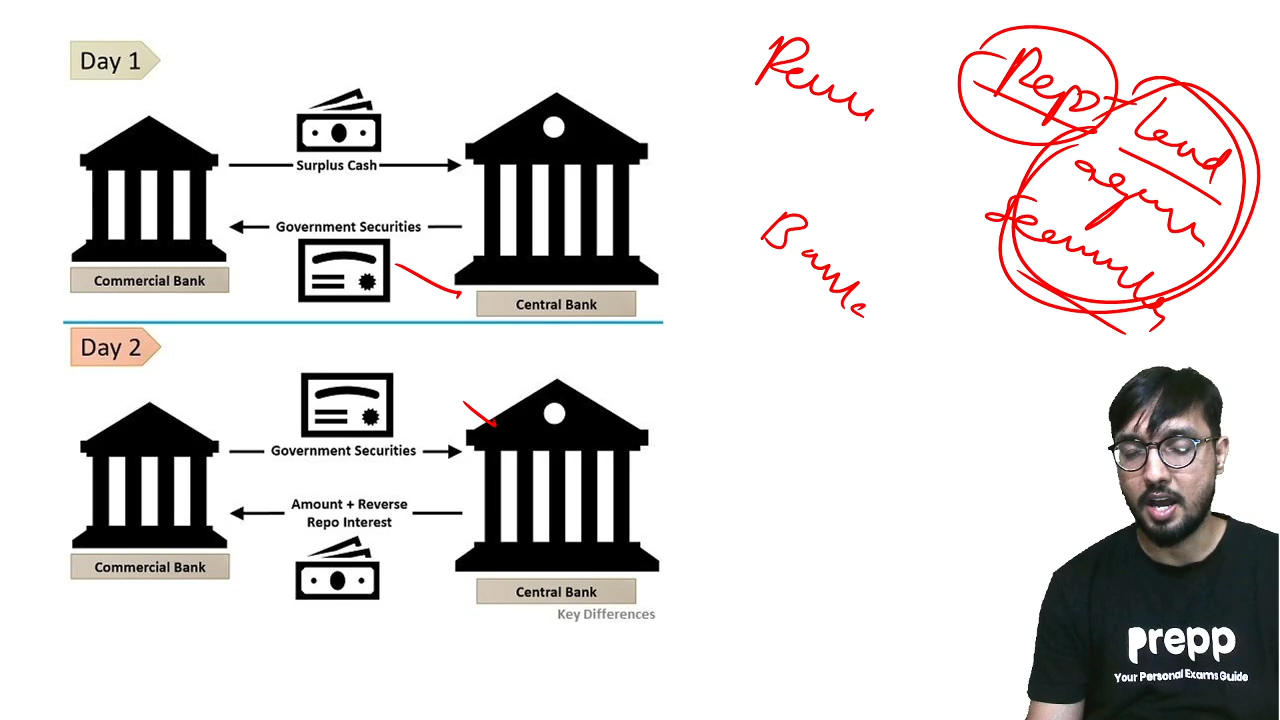 Day 1
Surplus Cash
Government Securities
Commercial Bank
Central Bank
Day 2
Government Securities
Amount + Reverse
Repo Interest
Commercial Bank
Central Bank
Key Differences
Repo
Lend
Banks
prepp
Your Personal Exams Guide